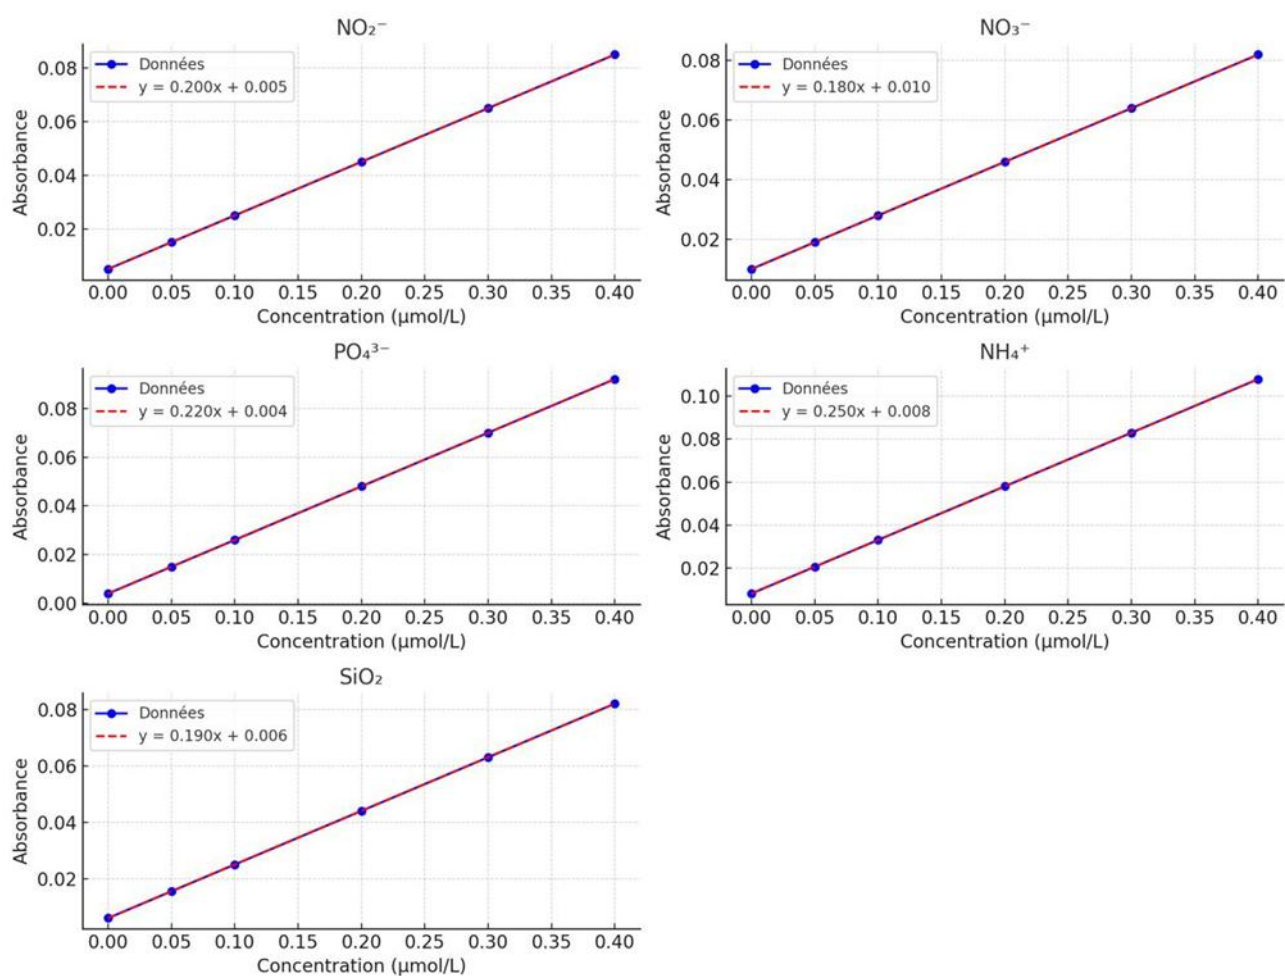 NO₂⁻
Données
y = 0.200x + 0.005
Absorbance
0.08
0.06
0.04
0.02
0.00 0.05 0.10 0.15 0.20 0.25 0.30 0.35 0.40
Concentration (µmol/L)
NO₃⁻
Données
y = 0.180x + 0.010
Absorbance
0.08
0.06
0.04
0.02
0.00 0.05 0.10 0.15 0.20 0.25 0.30 0.35 0.40
Concentration (µmol/L)
PO₄³⁻
Données
y = 0.220x + 0.004
Absorbance
0.08
0.06
0.04
0.02
0.00
0.00 0.05 0.10 0.15 0.20 0.25 0.30 0.35 0.40
Concentration (µmol/L)
NH₄⁺
Données
y = 0.250x + 0.008
Absorbance
0.10
0.08
0.06
0.04
0.02
0.00 0.05 0.10 0.15 0.20 0.25 0.30 0.35 0.40
Concentration (µmol/L)
SiO₂
Données
y = 0.190x + 0.006
Absorbance
0.08
0.06
0.04
0.02
0.00 0.05 0.10 0.15 0.20 0.25 0.30 0.35 0.40
Concentration (µmol/L)